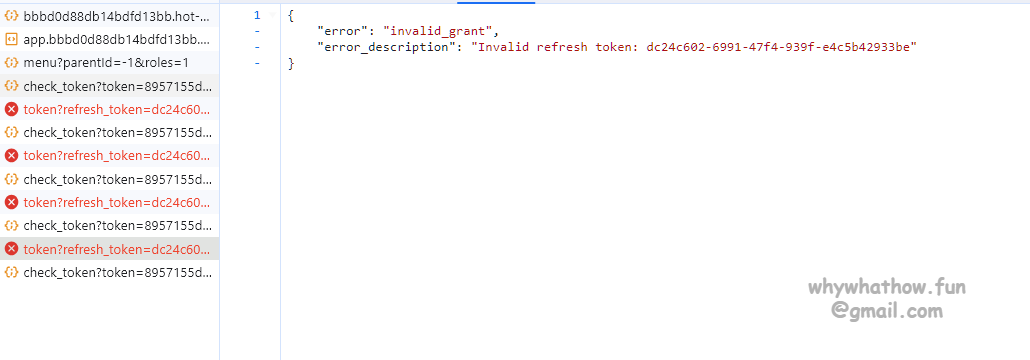 bbbd0d88db14bdfd13bb.hot-...
app.bbbd0d88db14bdfd13bb....
menu?parentId=-1&roles=1
check_token?token=8957155d...
token?refresh_token=dc24c60...
check_token?token=8957155d...
token?refresh_token=dc24c60...
check_token?token=8957155d...
token?refresh_token=dc24c60...
check_token?token=8957155d...
token?refresh_token=dc24c60...
check_token?token=8957155d...
1 {
- "error": "invalid_grant",
- "error_description": "Invalid refresh token: dc24c602-6991-47f4-939f-e4c5b42933be"
- }
whywhathow.fun
@gmail.com